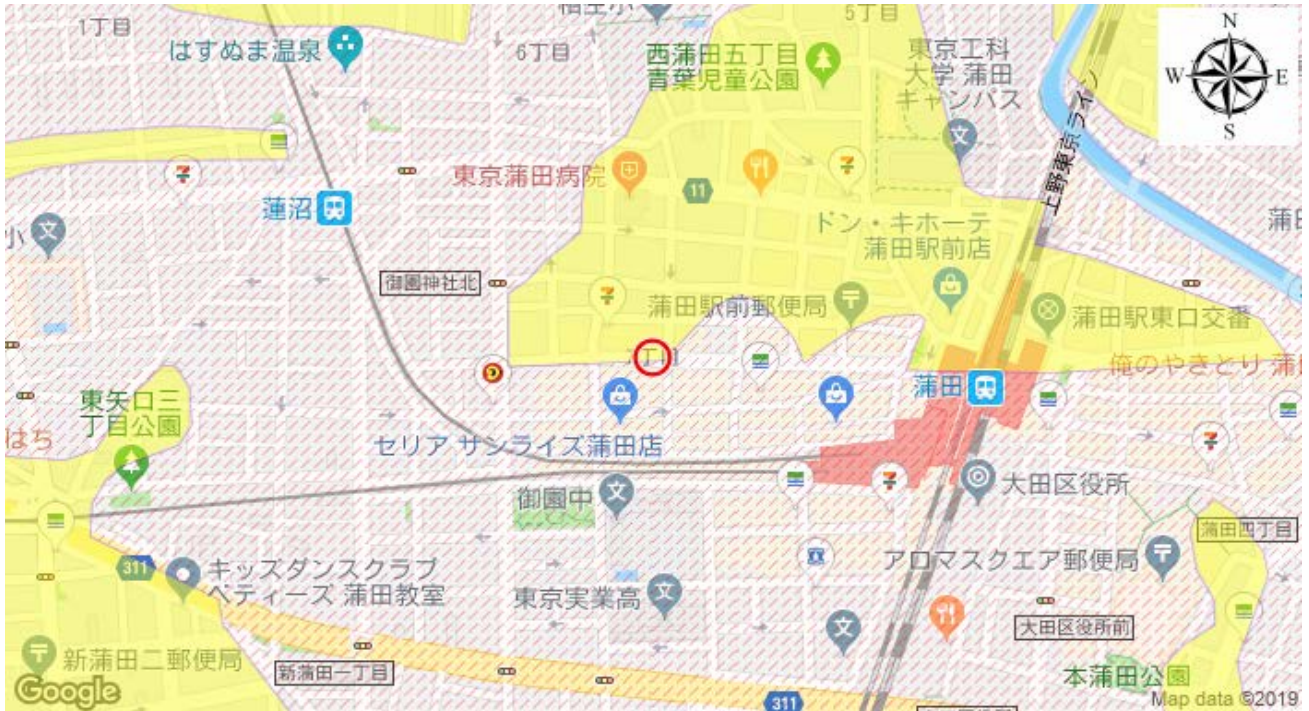 1丁目
はすぬま温泉
6丁目
5丁目
西蒲田五丁目
青葉児童公園
東京工科
大学 蒲田
キャンパス
N
W
E
S
上野東京ライン
東京蒲田病院
11
蓮沼
小
ドン・キホーテ
蒲田駅前店
御園神社北
蒲田駅前郵便局
蒲田駅東口交番
丁目
俺のやきとり 蒲
蒲田
東矢口三
丁目公園
はち
セリア サンライズ蒲田店
御園中
大田区役所
蒲田四丁目
アロマスクエア郵便局
311
キッズダンスクラブ
ベティーズ 蒲田教室
東京実業高
大田区役所前
新蒲田二郵便局
新蒲田一丁目
本蒲田公園
Google
311
Map data ©2019